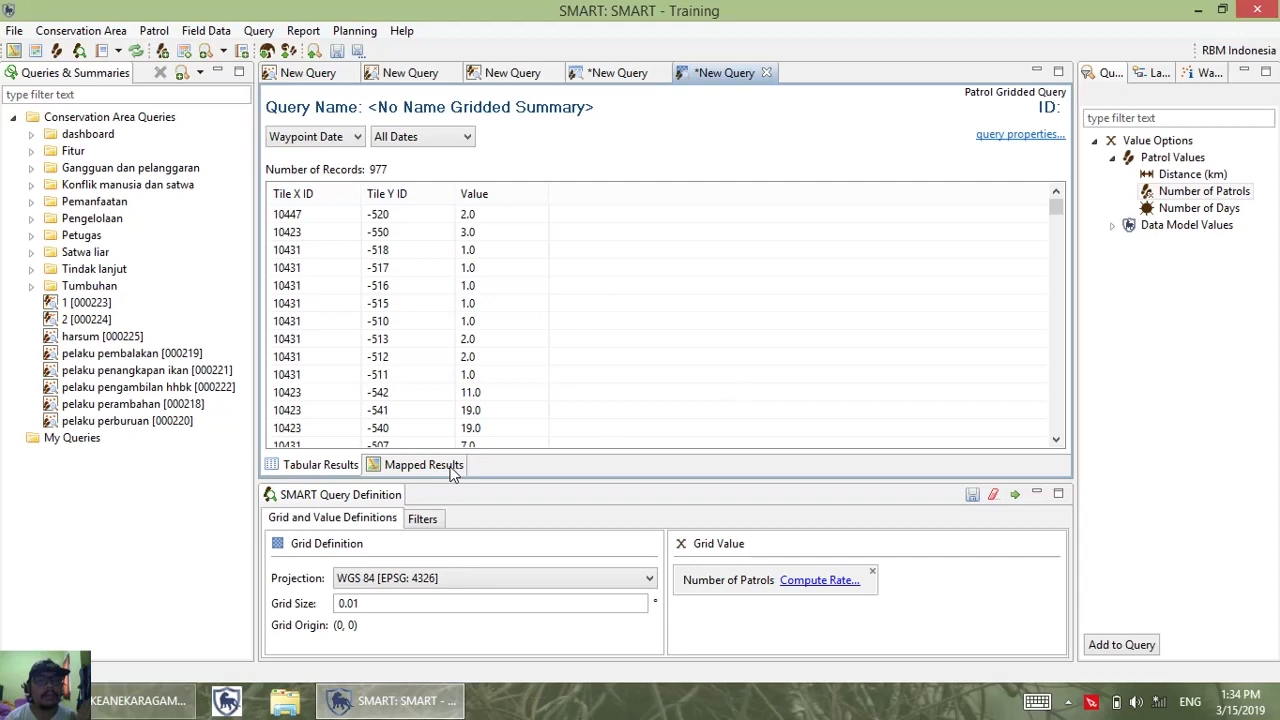 SMART: SMART - Training
File Conservation Area Patrol Field Data Query Report Planning Help
RBM Indonesia
Queries & Summaries
type filter text
Conservation Area Queries
dashboard
Fitur
Gangguan dan pelanggaran
Konflik manusia dan satwa
Pemanfaatan
Pengelolaan
Petugas
Satwa liar
Tindak lanjut
Tumbuhan
1 [000223]
2 [000224]
harsum [000225]
pelaku pembalakan [000219]
pelaku penangkapan ikan [000221]
pelaku pengambilan hhbk [000222]
pelaku perambahan [000218]
pelaku perburuan [000220]
My Queries
New Query New Query New Query *New Query *New Query
Patrol Gridded Query
Query Name: <No Name Gridded Summary> ID:
Waypoint Date All Dates query properties...
Number of Records: 977
Tile X ID Tile Y ID Value
10447 -520 2.0
10423 -550 3.0
10431 -518 1.0
10431 -517 1.0
10431 -516 1.0
10431 -515 1.0
10431 -510 1.0
10431 -513 2.0
10431 -512 2.0
10431 -511 1.0
10423 -542 11.0
10423 -541 19.0
10423 -540 19.0
10431 -507 7.0
Tabular Results Mapped Results
SMART Query Definition
Grid and Value Definitions Filters
Grid Definition
Projection: WGS 84 [EPSG: 4326]
Grid Size: 0.01 °
Grid Origin: (0, 0)
Grid Value
Number of Patrols Compute Rate...
Qu... La... Wa...
type filter text
Value Options
Patrol Values
Distance (km)
Number of Patrols
Number of Days
Data Model Values
Add to Query
KEANEKARAGAM... SMART: SMART - ...
ENG
1:34 PM
3/15/2019